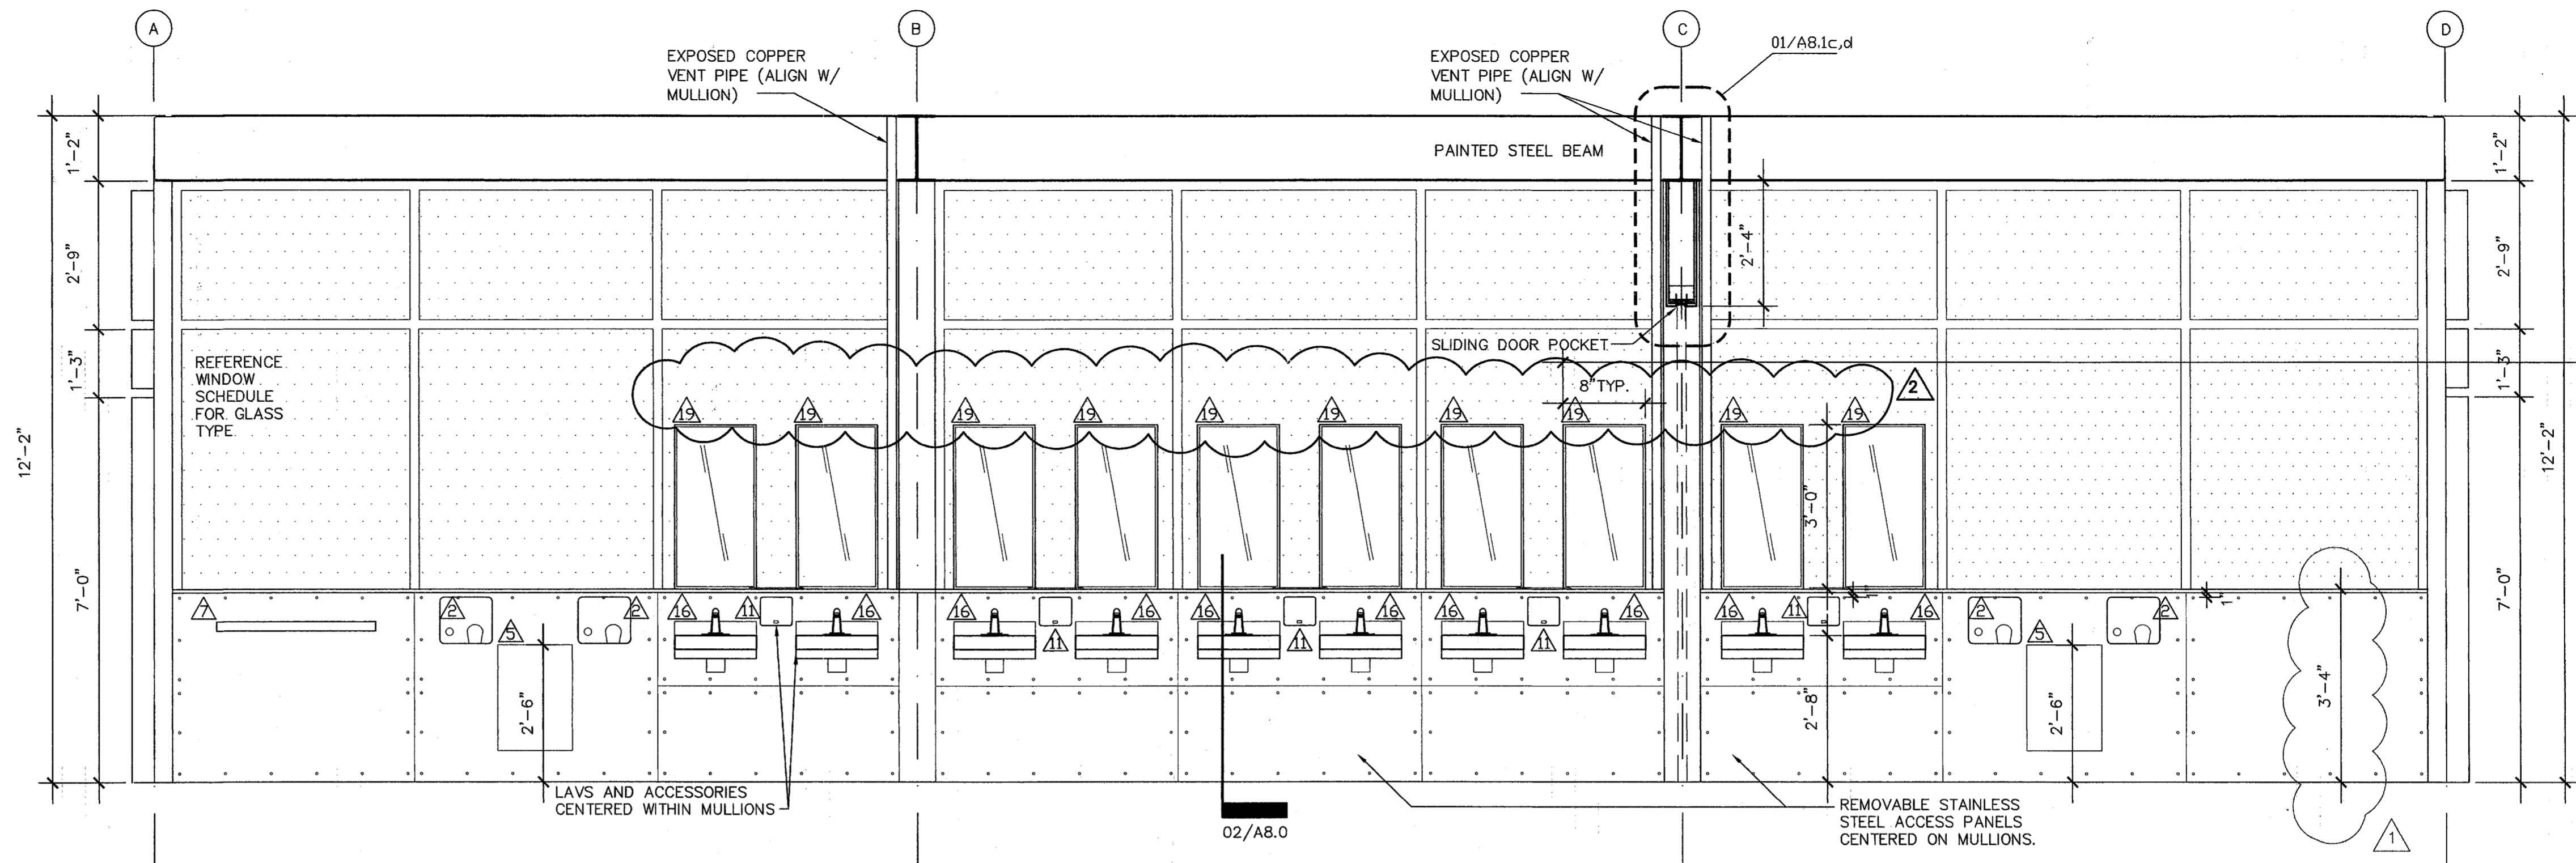 A
B
C
D
EXPOSED COPPER
VENT PIPE (ALIGN W/
MULLION)
EXPOSED COPPER
VENT PIPE (ALIGN W/
MULLION)
01/A8.1c,d
1'-2"
PAINTED STEEL BEAM
1'-2"
2'-9"
2'-4"
2'-9"
1'-3"
REFERENCE
WINDOW
SCHEDULE
FOR GLASS
TYPE
SLIDING DOOR POCKET
8"TYP.
2
1'-3"
19
19
19
19
19
19
19
19
19
19
12'-2"
12'-2"
3'-0"
7'-0"
7'-0"
7
2
2
5
16
11
16
16
11
16
16
11
16
16
11
16
16
11
16
1"
2
2
5
1"
2'-6"
2'-8"
2'-6"
3'-4"
LAVS AND ACCESSORIES
CENTERED WITHIN MULLIONS
02/A8.0
REMOVABLE STAINLESS
STEEL ACCESS PANELS
CENTERED ON MULLIONS.
1